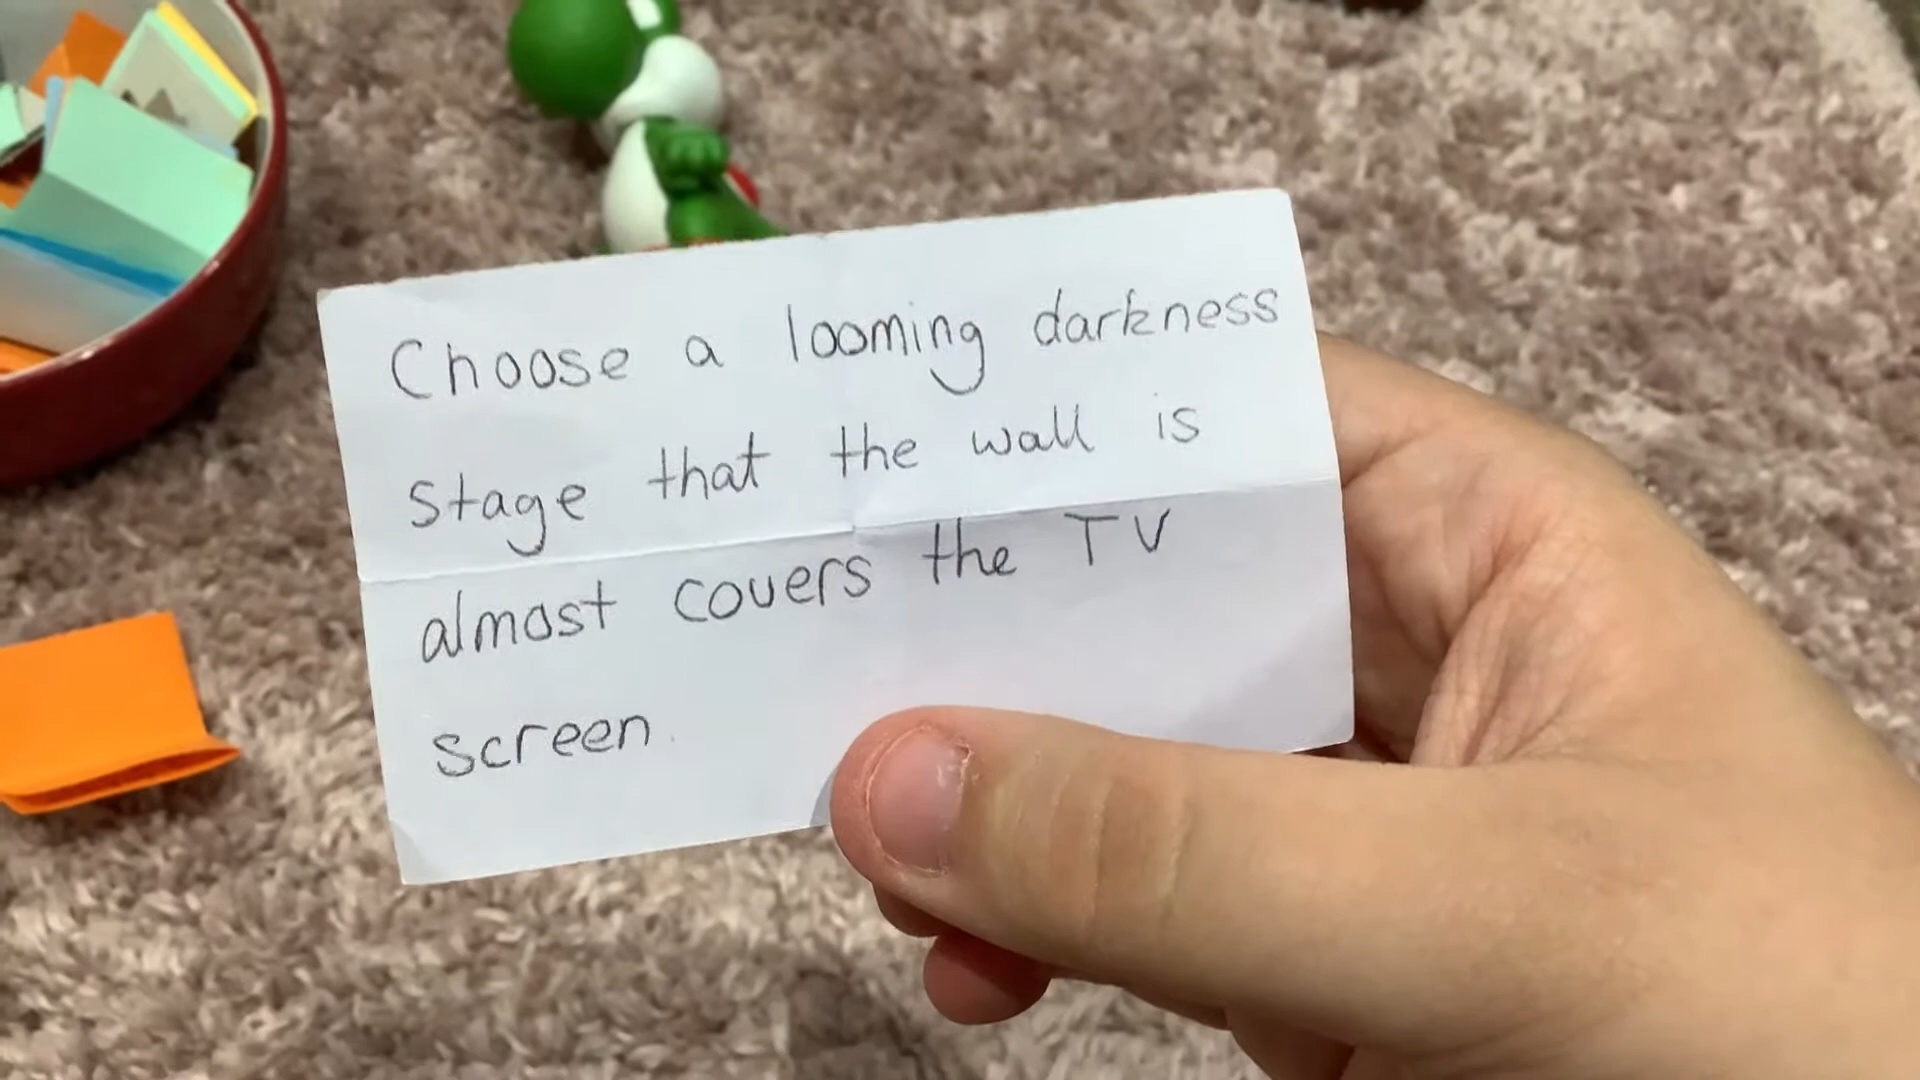 Choose a looming darkness
stage that the wall is
almost covers the TV
screen.